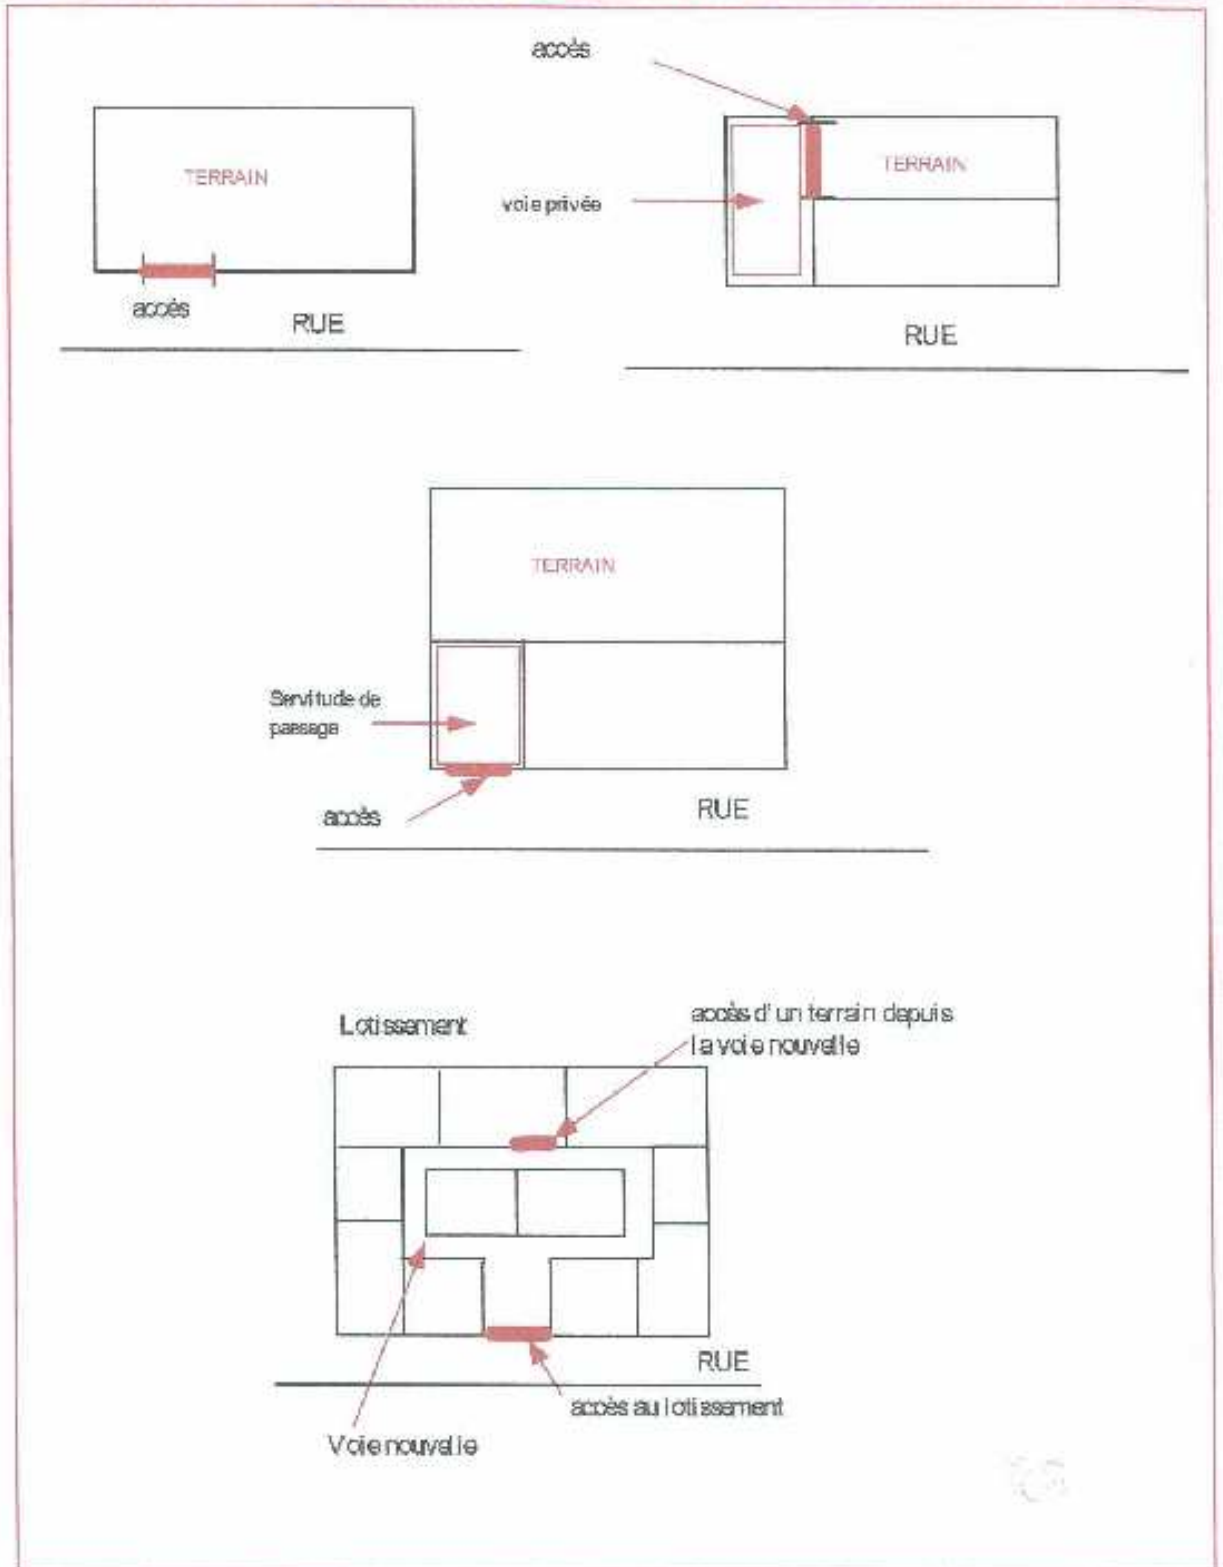 accès
TERRAIN
accès
RUE
voie privée
TERRAIN
RUE
TERRAIN
Servitude de
passage
accès
RUE
Lotissement
accès d'un terrain depuis
la voie nouvelle
RUE
accès au lotissement
Voie nouvelle